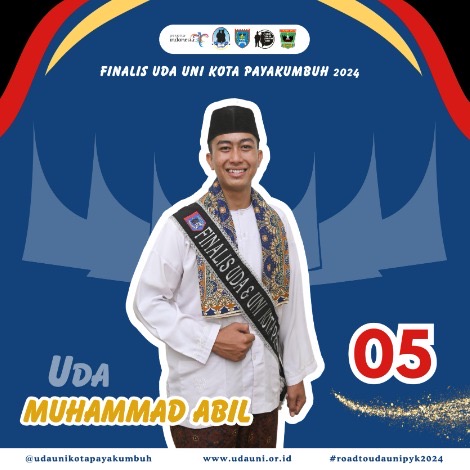 FINALIS UDA UNI KOTA PAYAKUMBUH 2024
FINALIS UDA & UNI
05
UDA
MUHAMMAD ABIL
@udaunikotapayakumbuh
www.udauni.or.id
#roadtoudaunipyk2024